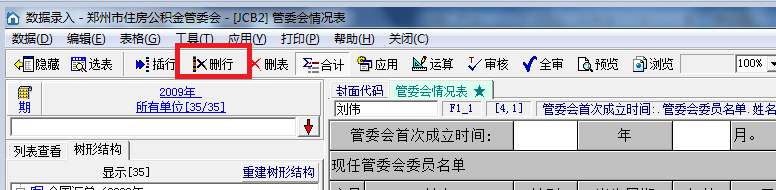 数据录入 - 郑州市住房公积金管委会 - [JCB2] 管委会情况表
数据(D) 编辑(E) 表格(G) 工具(T) 应用(Y) 打印(P) 帮助(H) 关闭(C)
隐藏 选表 插行 删行 删表 合计 应用 运算 审核 全审 预览 浏览 100%
期
2009年
所有单位[35/35]
列表查看 树形结构
显示[35] 重建树形结构
封面代码 管委会情况表 ★
刘伟 F1_1 [4,1] 管委会首次成立时间:.管委会委员名单.姓名
管委会首次成立时间: 年 月。
现任管委会委员名单